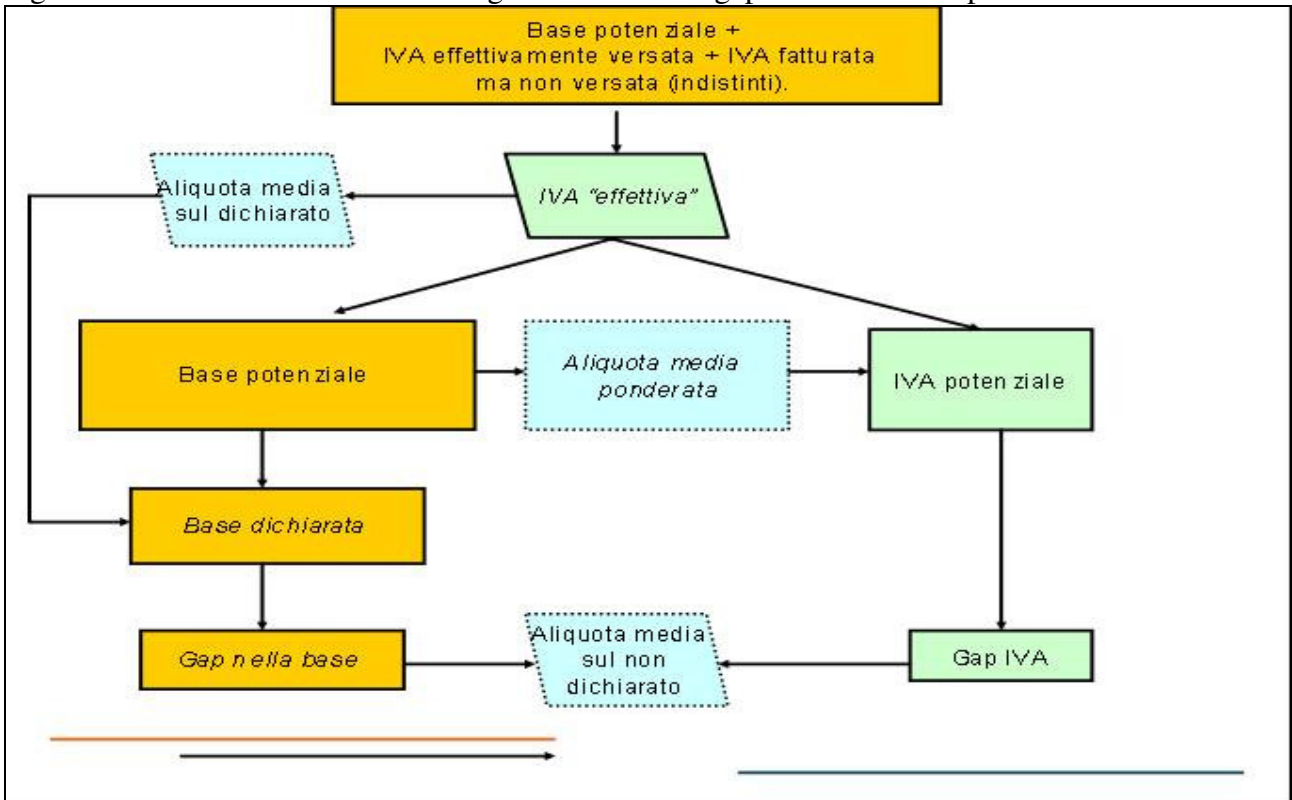 Base potenziale +
IVA effettivamente versata + IVA fatturata
ma non versata (indistinti).
Aliquota media
sul dichiarato
IVA "effettiva"
Base potenziale
Aliquota media
ponderata
IVA potenziale
Base dichiarata
Gap nella base
Aliquota media
sul non
dichiarato
Gap IVA